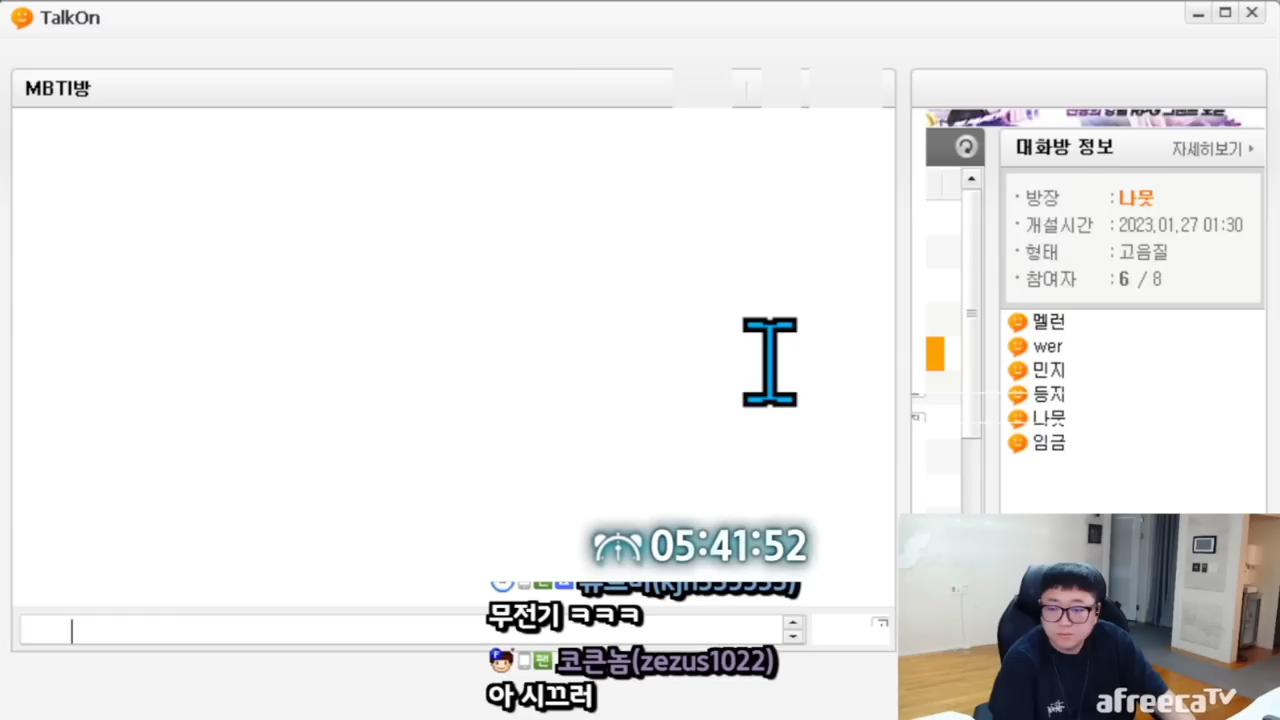 TalkOn
MBTI방
대화방 정보
자세히보기
· 방장 : 나뭇
· 개설시간 : 2023.01.27 01:30
· 형태 : 고음질
· 참여자 : 6 / 8
멜런
wer
민지
등지
나뭇
임금
05:41:52
무전기 ㅋㅋㅋ
팬 코큰놈(zezus1022)
아 시끄러
afreecaTV